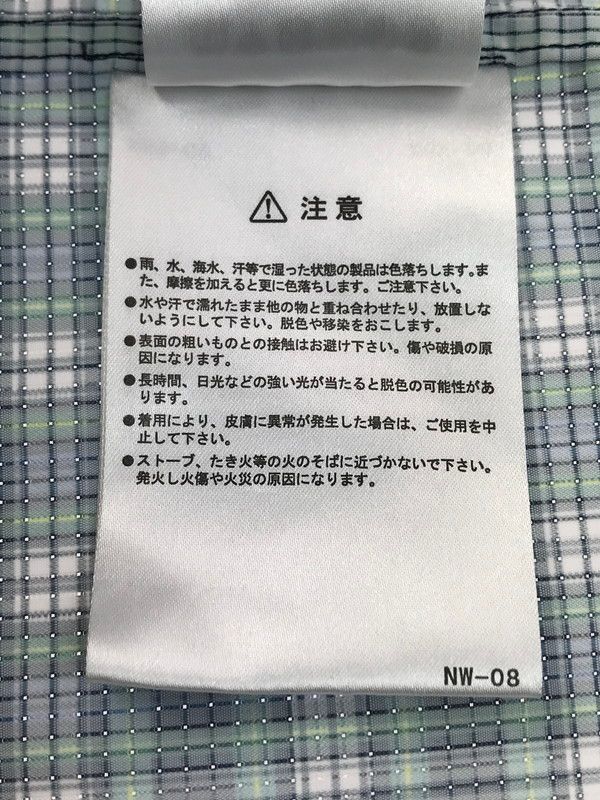 ⚠ 注意
●雨、水、海水、汗等で湿った状態の製品は色落ちします。ま
た、摩擦を加えると更に色落ちします。ご注意下さい。
●水や汗で濡れたまま他の物と重ね合わせたり、放置しな
いようにして下さい。脱色や移染をおこします。
●表面の粗いものとの接触はお避け下さい。傷や破損の原
因になります。
●長時間、日光などの強い光が当たると脱色の可能性があ
ります。
●着用により、皮膚に異常が発生した場合は、ご使用を中
止して下さい。
●ストーブ、たき火等の火のそばに近づかないで下さい。
発火し火傷や火災の原因になります。
NW-08